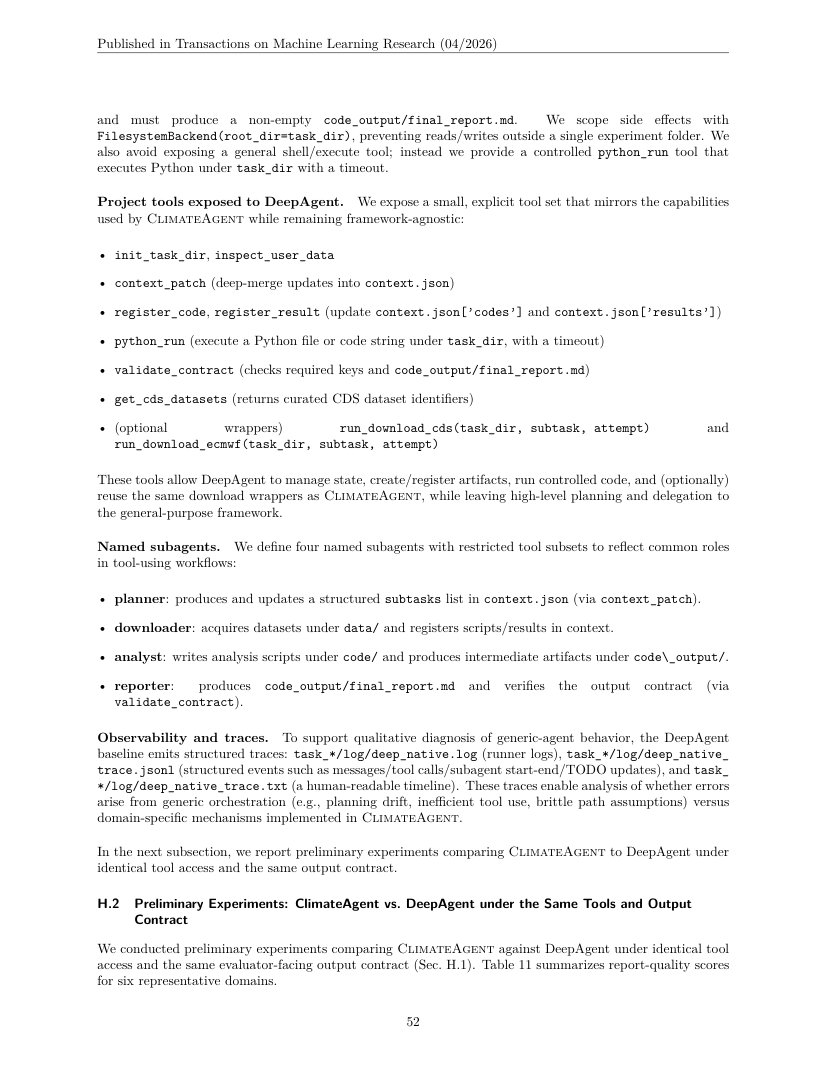 Published in Transactions on Machine Learning Research (04/2026)
and must produce a non-empty code_output/final_report.md. We scope side effects with
FilesystemBackend(root_dir=task_dir), preventing reads/writes outside a single experiment folder. We
also avoid exposing a general shell/execute tool; instead we provide a controlled python_run tool that
executes Python under task_dir with a timeout.
Project tools exposed to DeepAgent. We expose a small, explicit tool set that mirrors the capabilities
used by ClimateAgent while remaining framework-agnostic:
• init_task_dir, inspect_user_data
• context_patch (deep-merge updates into context.json)
• register_code, register_result (update context.json['codes'] and context.json['results'])
• python_run (execute a Python file or code string under task_dir, with a timeout)
• validate_contract (checks required keys and code_output/final_report.md)
• get_cds_datasets (returns curated CDS dataset identifiers)
• (optional wrappers) run_download_cds(task_dir, subtask, attempt) and
run_download_ecmwf(task_dir, subtask, attempt)
These tools allow DeepAgent to manage state, create/register artifacts, run controlled code, and (optionally)
reuse the same download wrappers as ClimateAgent, while leaving high-level planning and delegation to
the general-purpose framework.
Named subagents. We define four named subagents with restricted tool subsets to reflect common roles
in tool-using workflows:
• planner: produces and updates a structured subtasks list in context.json (via context_patch).
• downloader: acquires datasets under data/ and registers scripts/results in context.
• analyst: writes analysis scripts under code/ and produces intermediate artifacts under code\_output/.
• reporter: produces code_output/final_report.md and verifies the output contract (via
validate_contract).
Observability and traces. To support qualitative diagnosis of generic-agent behavior, the DeepAgent
baseline emits structured traces: task_*/log/deep_native.log (runner logs), task_*/log/deep_native_
trace.jsonl (structured events such as messages/tool calls/subagent start-end/TODO updates), and task_
*/log/deep_native_trace.txt (a human-readable timeline). These traces enable analysis of whether errors
arise from generic orchestration (e.g., planning drift, inefficient tool use, brittle path assumptions) versus
domain-specific mechanisms implemented in ClimateAgent.
In the next subsection, we report preliminary experiments comparing ClimateAgent to DeepAgent under
identical tool access and the same output contract.
H.2 Preliminary Experiments: ClimateAgent vs. DeepAgent under the Same Tools and Output
Contract
We conducted preliminary experiments comparing ClimateAgent against DeepAgent under identical tool
access and the same evaluator-facing output contract (Sec. H.1). Table 11 summarizes report-quality scores
for six representative domains.
52